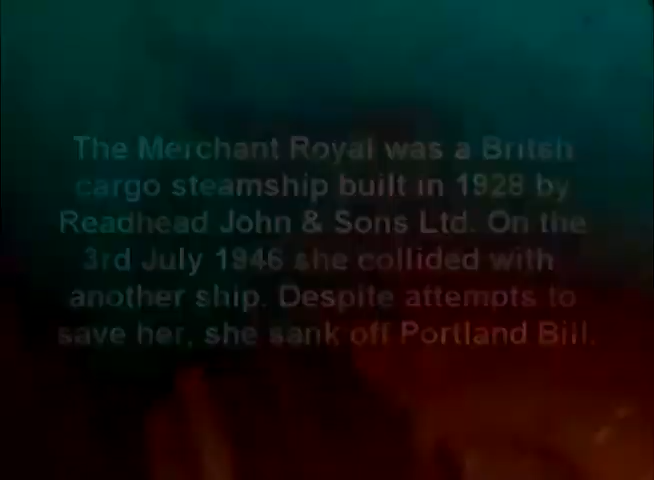 The Merchant Royal was a Britsh
cargo steamship built in 1928 by
Readhead John & Sons Ltd. On the
3rd July 1946 she collided with
another ship. Despite attempts to
save her, she sank off Portland Bill.